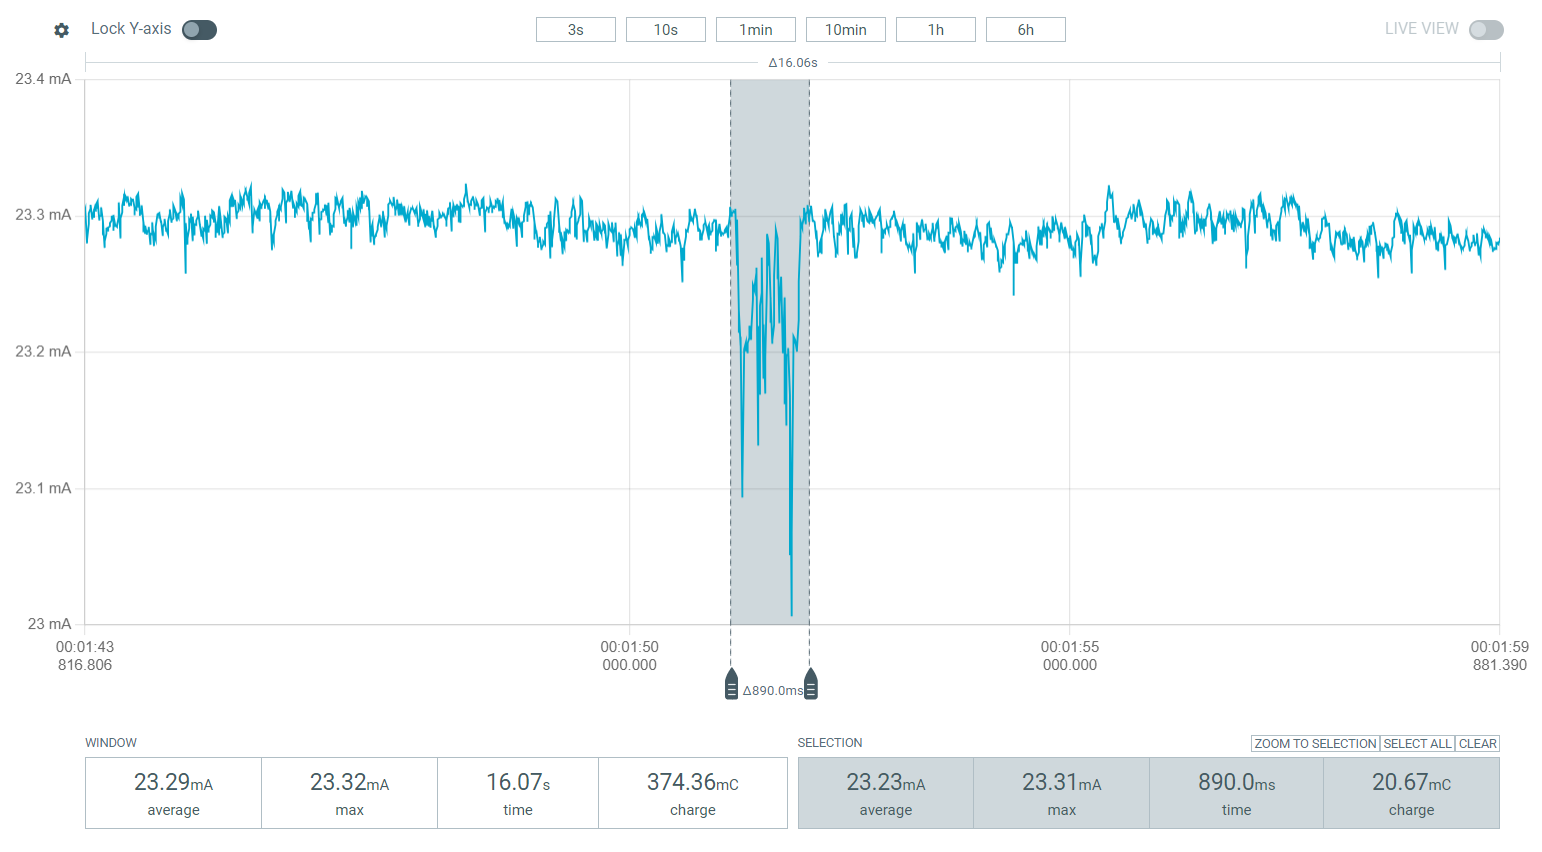 Lock Y-axis 3s 10s 1min 10min 1h 6h LIVE VIEW
Δ16.06s
23.4 mA
23.3 mA
23.2 mA
23.1 mA
23 mA
00:01:43 00:01:50 00:01:55 00:01:59
816.806 000.000 000.000 881.390
Δ890.0ms
WINDOW SELECTION ZOOM TO SELECTION SELECT ALL CLEAR
23.29mA 23.32mA 16.07s 374.36mC 23.23mA 23.31mA 890.0ms 20.67mC
average max time charge average max time charge